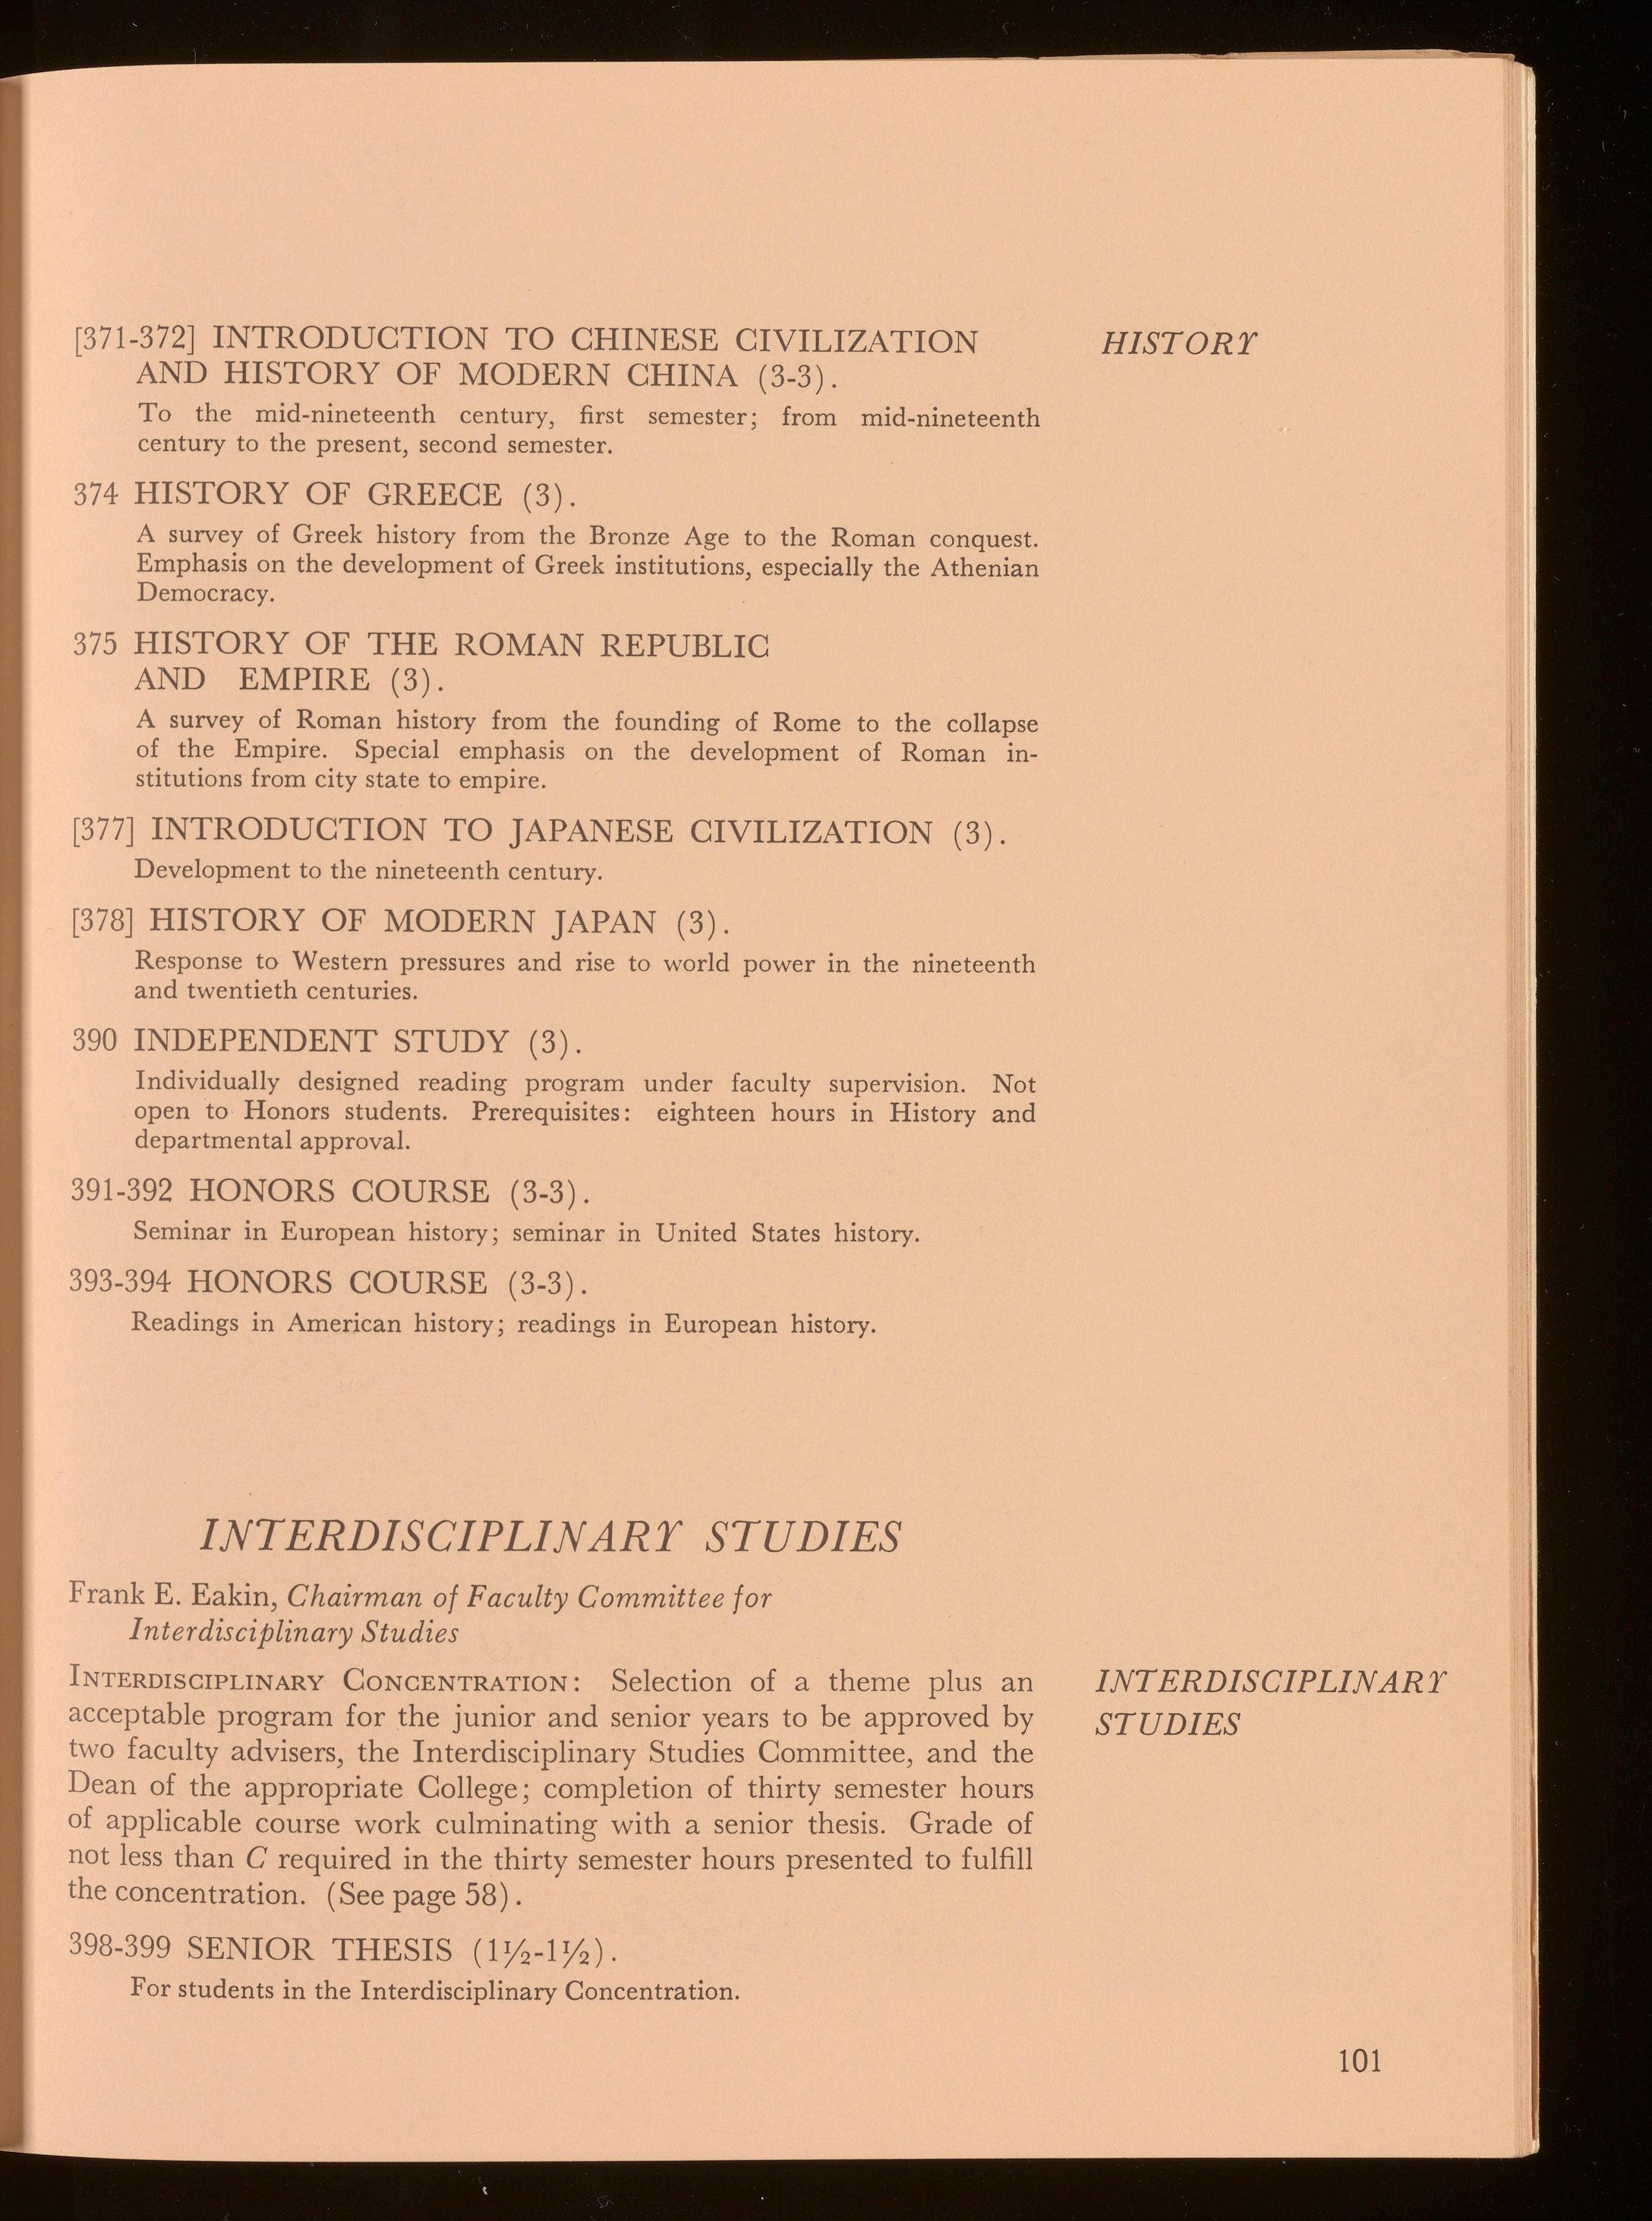 [371-372] INTRODUCTION TO CHINESE CIVILIZATION
AND HISTORY OF MODERN CHINA (3-3).
HISTORY
To the mid-nineteenth century, first semester; from mid-nineteenth
century to the present, second semester.
374 HISTORY OF GREECE (3).
A survey of Greek history from the Bronze Age to the Roman conquest.
Emphasis on the development of Greek institutions, especially the Athenian
Democracy.
375 HISTORY OF THE ROMAN REPUBLIC
AND EMPIRE (3).
A survey of Roman history from the founding of Rome to the collapse
of the Empire. Special emphasis on the development of Roman in-
stitutions from city state to empire.
[377] INTRODUCTION TO JAPANESE CIVILIZATION (3).
Development to the nineteenth century.
[378] HISTORY OF MODERN JAPAN (3).
Response to Western pressures and rise to world power in the nineteenth
and twentieth centuries.
390 INDEPENDENT STUDY (3).
Individually designed reading program under faculty supervision. Not
open to Honors students. Prerequisites: eighteen hours in History and
departmental approval.
391-392 HONORS COURSE (3-3).
Seminar in European history; seminar in United States history.
393-394 HONORS COURSE (3-3).
Readings in American history; readings in European history.
INTERDISCIPLINARY STUDIES
Frank E. Eakin, Chairman of Faculty Committee for
Interdisciplinary Studies
INTERDISCIPLINARY CONCENTRATION: Selection of a theme plus an
acceptable program for the junior and senior years to be approved by
two faculty advisers, the Interdisciplinary Studies Committee, and the
Dean of the appropriate College; completion of thirty semester hours
of applicable course work culminating with a senior thesis. Grade of
not less than C required in the thirty semester hours presented to fulfill
the concentration. (See page 58).
INTERDISCIPLINARY
STUDIES
398-399 SENIOR THESIS (1½-1½).
For students in the Interdisciplinary Concentration.
101